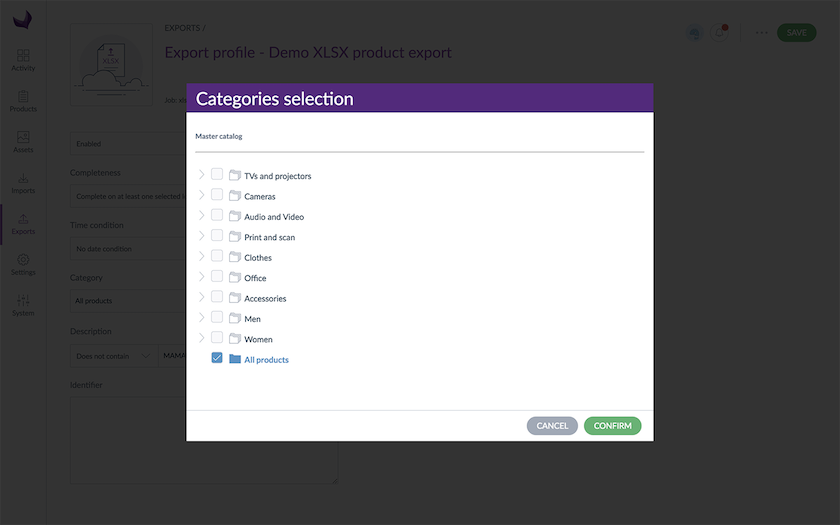 EXPORTS /
Export profile - Demo XLSX product export
SAVE
XLSX
Activity
Products
Assets
Imports
Exports
Settings
System
Enabled
Completeness
Complete on at least one selected
Time condition
No date condition
Category
All products
Description
Does not contain
MAMA
Identifier
Categories selection
Master catalog
TVs and projectors
Cameras
Audio and Video
Print and scan
Clothes
Office
Accessories
Men
Women
All products
CANCEL
CONFIRM